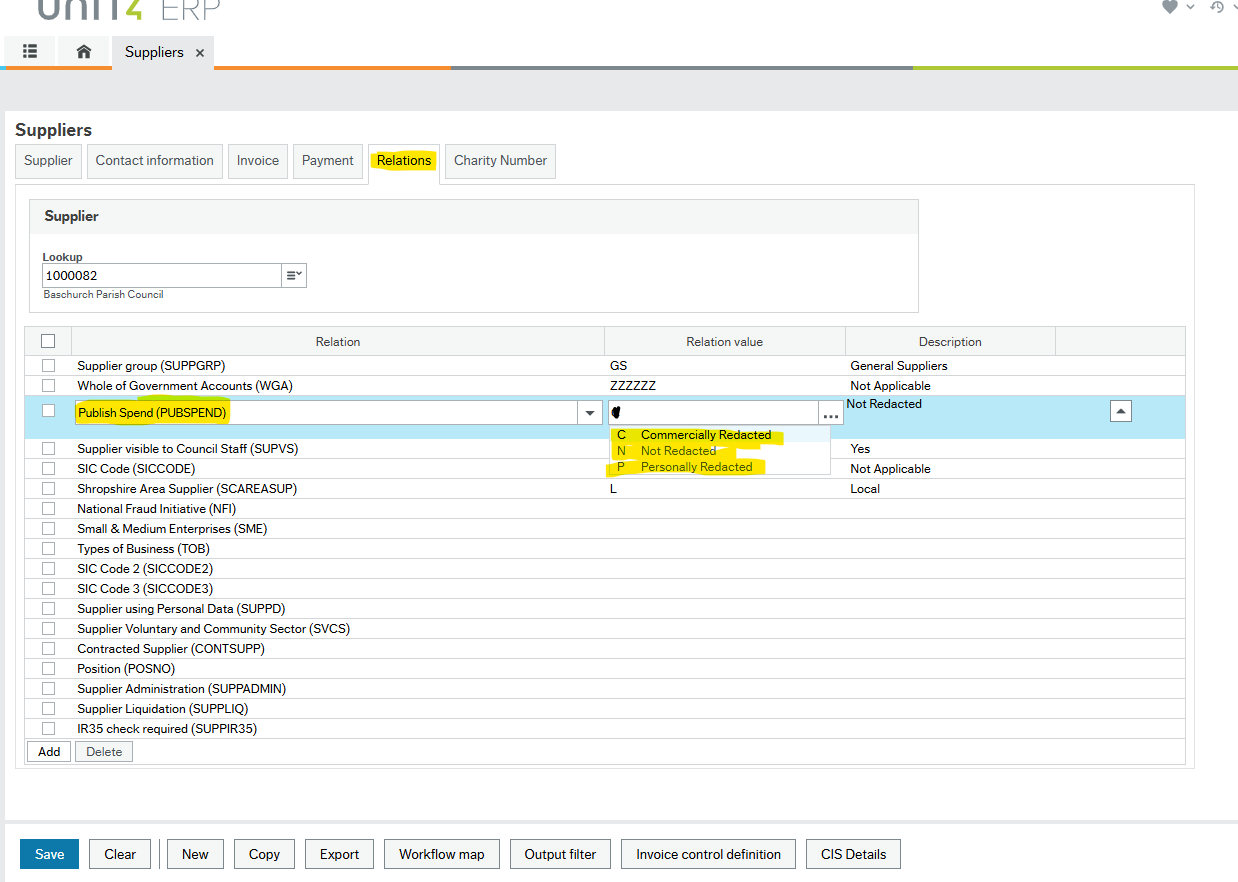 Unit4 ERP
Suppliers
Suppliers
Supplier Contact information Invoice Payment Relations Charity Number
Supplier
Lookup
1000082
Baschurch Parish Council
Relation Relation value Description
Supplier group (SUPPGRP) GS General Suppliers
Whole of Government Accounts (WGA) ZZZZZZ Not Applicable
Publish Spend (PUBSPEND) ... Not Redacted
C Commercially Redacted
N Not Redacted
P Personally Redacted
Supplier visible to Council Staff (SUPVS) Yes
SIC Code (SICCODE) Not Applicable
Shropshire Area Supplier (SCAREASUP) L Local
National Fraud Initiative (NFI)
Small & Medium Enterprises (SME)
Types of Business (TOB)
SIC Code 2 (SICCODE2)
SIC Code 3 (SICCODE3)
Supplier using Personal Data (SUPPD)
Supplier Voluntary and Community Sector (SVCS)
Contracted Supplier (CONTSUPP)
Position (POSNO)
Supplier Administration (SUPPADMIN)
Supplier Liquidation (SUPPLIQ)
IR35 check required (SUPPIR35)
Add Delete
Save Clear New Copy Export Workflow map Output filter Invoice control definition CIS Details